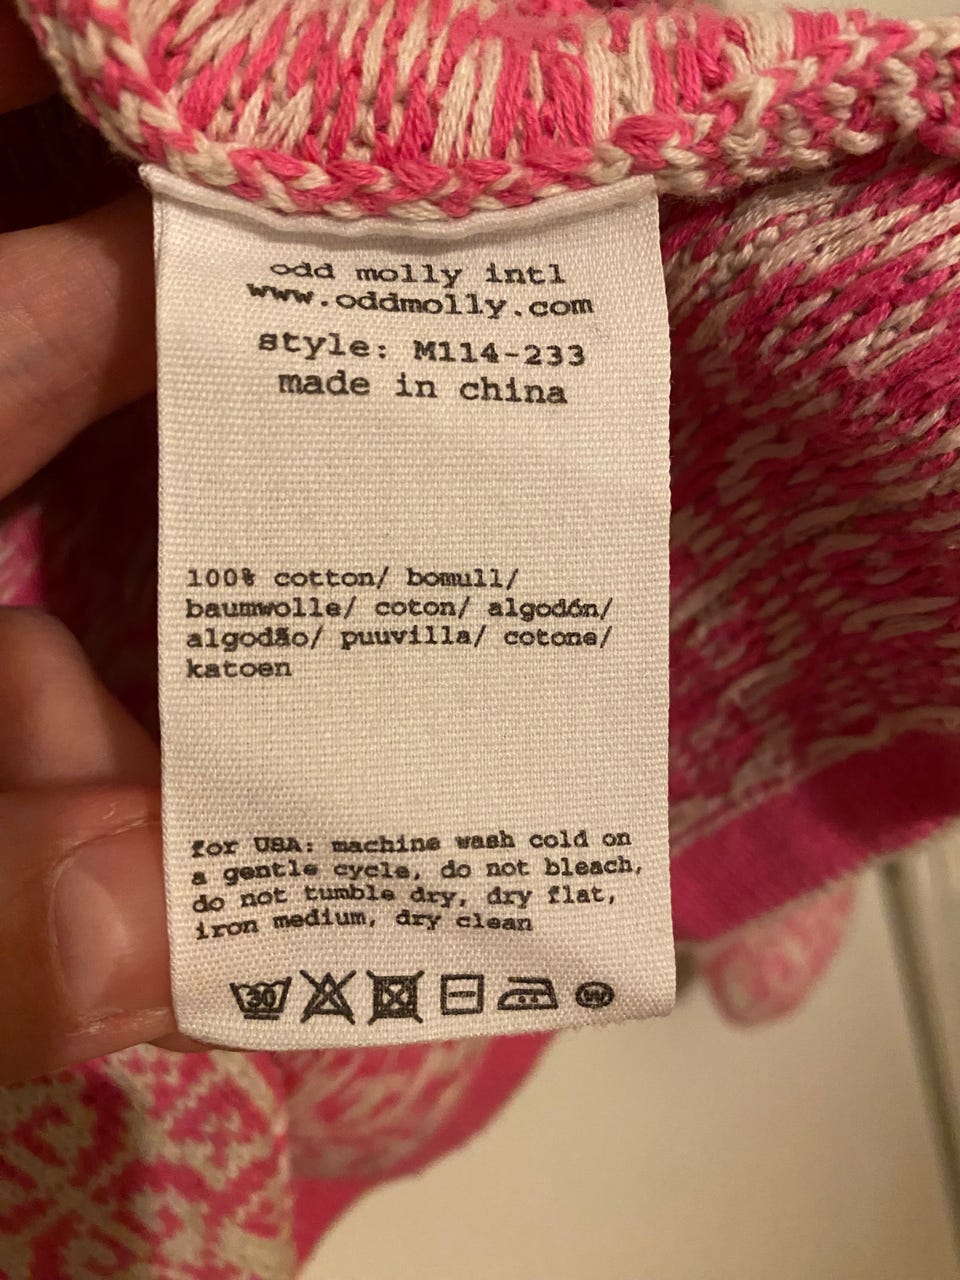 odd molly intl
www.oddmolly.com
style: M114-233
made in china
100% cotton/ bomull/
baumwolle/ coton/ algodón/
algodão/ puuvilla/ cotone/
katoen
for USA: machine wash cold on
a gentle cycle, do not bleach,
do not tumble dry, dry flat,
iron medium, dry clean
30 W